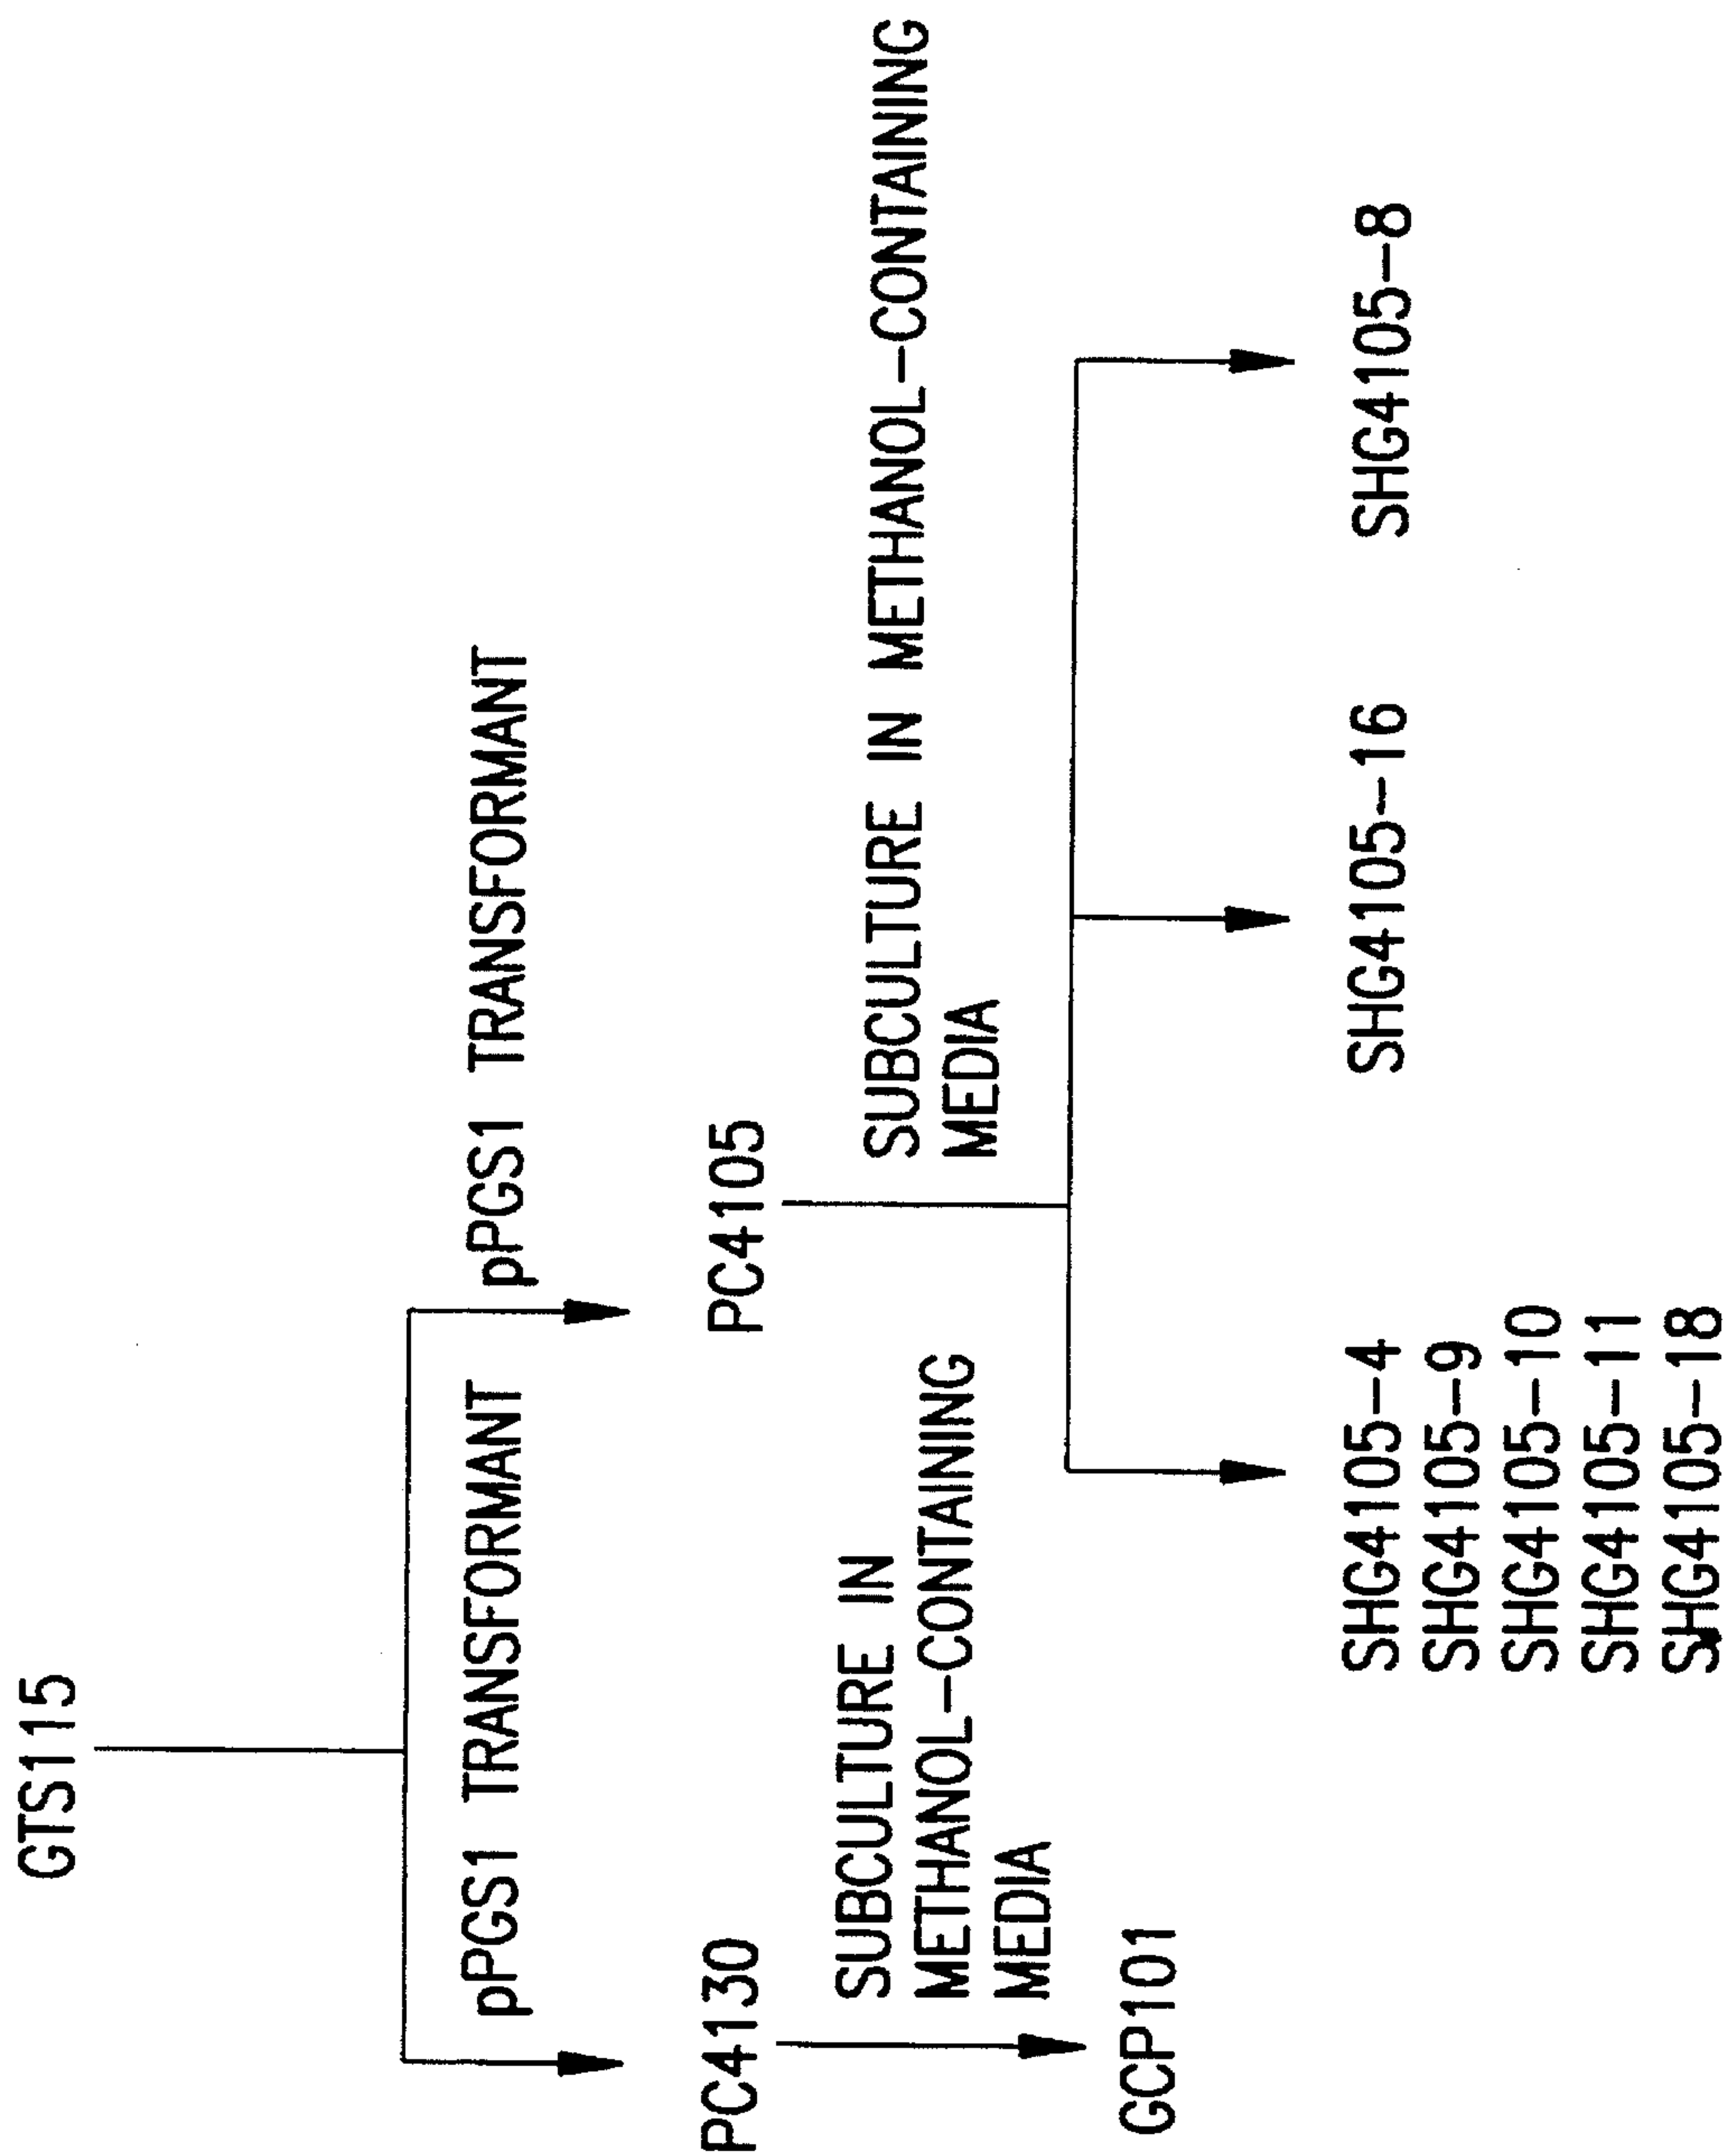 GTS115
pPGS1 TRANSFORMANT
pPGS1 TRANSFORMANT
PC4130
PC4105
SUBCULTURE IN
METHANOL-CONTAINING
MEDIA
SUBCULTURE IN METHANOL-CONTAINING
MEDIA
GCP101
SHG4105-4
SHG4105-9
SHG4105-10
SHG4105-11
SHG4105-18
SHG4105-16
SHG4105-8